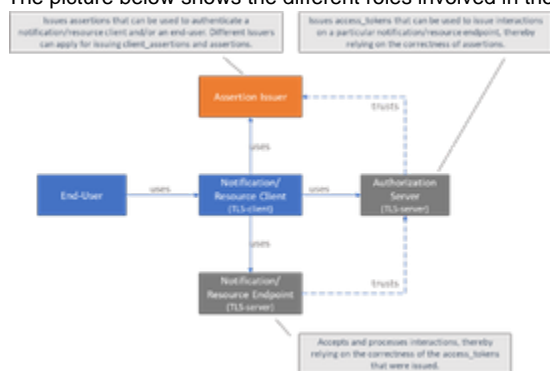 The picture below shows the different roles involved in the
Issues assertions that can be used to authenticate a
notification/resource client and/or an end-user. Different issuers
can apply for issuing client_assertions and assertions.
Issues access_tokens that can be used to issue interactions
on a particular notification/resource endpoint, thereby
relying on the correctness of assertions.
Assertion Issuer
trusts
uses
End-User
uses
Notification/
Resource Client
(TLS-client)
uses
Authorization
Server
(TLS-server)
uses
Notification/
Resource Endpoint
(TLS-server)
trusts
Accepts and processes interactions, thereby
relying on the correctness of the access_tokens
that were issued.